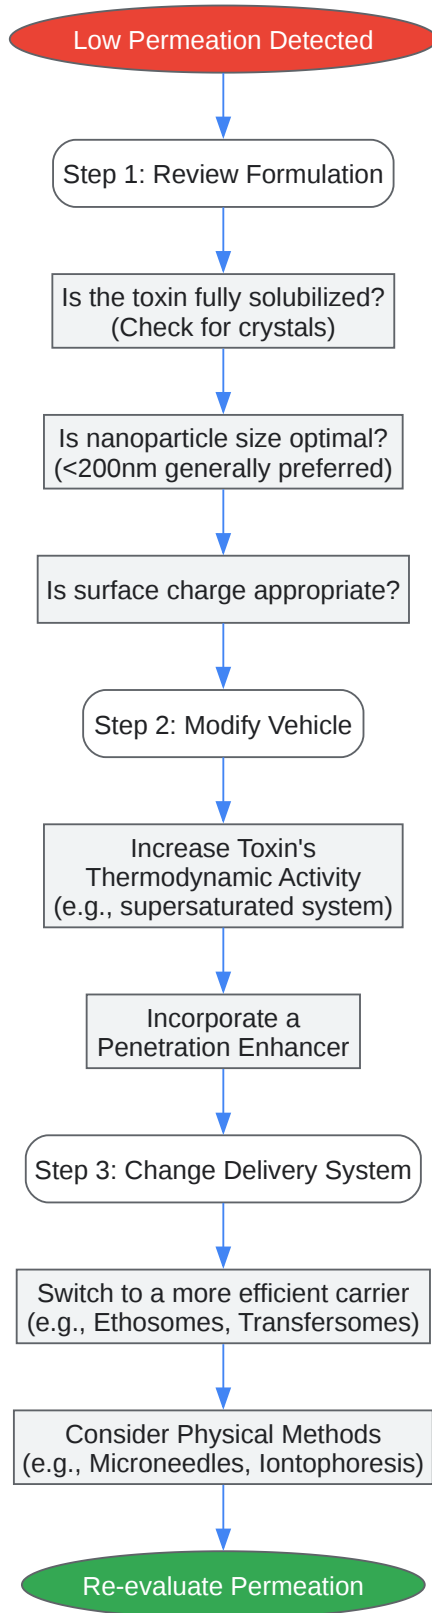 Low Permeation Detected
Step 1: Review Formulation
Is the toxin fully solubilized?
(Check for crystals)
Is nanoparticle size optimal?
(<200nm generally preferred)
Is surface charge appropriate?
Step 2: Modify Vehicle
Increase Toxin's
Thermodynamic Activity
(e.g., supersaturated system)
Incorporate a
Penetration Enhancer
Step 3: Change Delivery System
Switch to a more efficient carrier
(e.g., Ethosomes, Transfersomes)
Consider Physical Methods
(e.g., Microneedles, Iontophoresis)
Re-evaluate Permeation